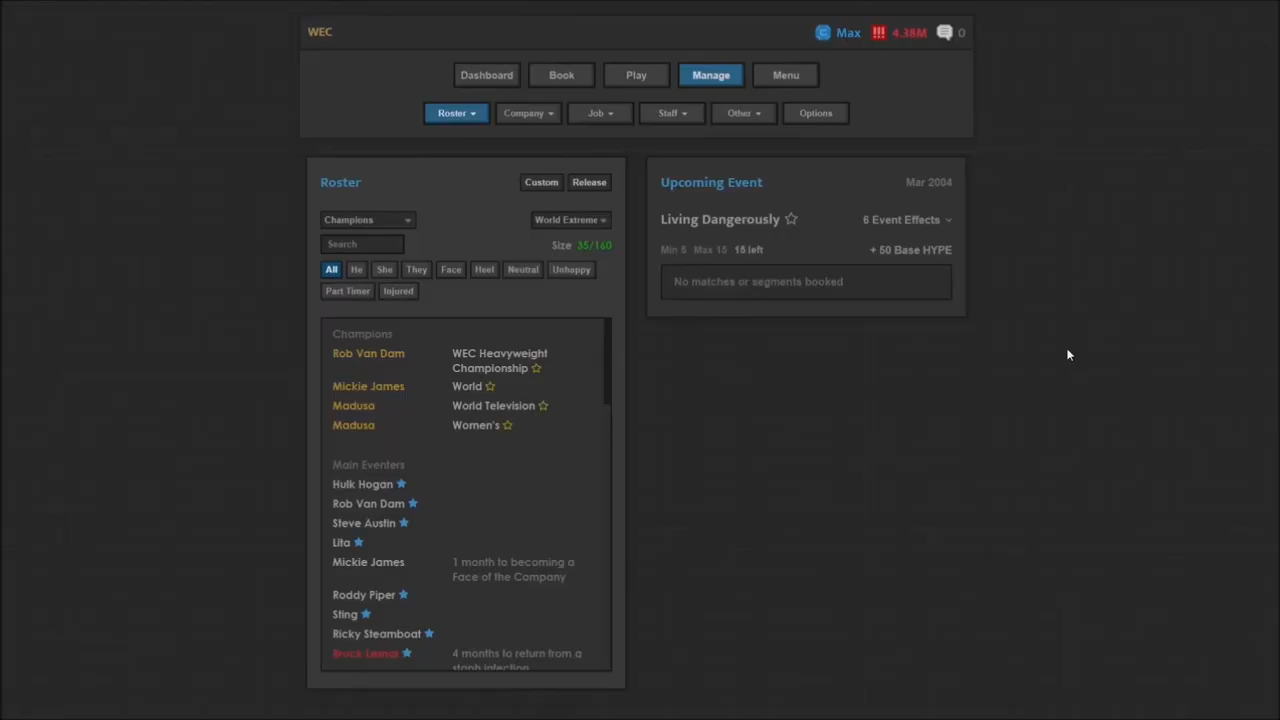 WEC
Max
4.38M
0
Dashboard
Book
Play
Manage
Menu
Roster
Company
Job
Staff
Other
Options
Roster
Custom
Release
Champions
World Extreme
Search
Size 35/160
All
He
She
They
Face
Heel
Neutral
Unhappy
Part Timer
Injured
Champions
Rob Van Dam
WEC Heavyweight
Championship
Mickie James
World
Madusa
World Television
Madusa
Women's
Main Eventers
Hulk Hogan
Rob Van Dam
Steve Austin
Lita
Mickie James
1 month to becoming a
Face of the Company
Roddy Piper
Sting
Ricky Steamboat
Brock Lesnar
4 months to return from a
staph infection
Upcoming Event
Mar 2004
Living Dangerously
6 Event Effects
Min 5 Max 15 15 left
+ 50 Base HYPE
No matches or segments booked